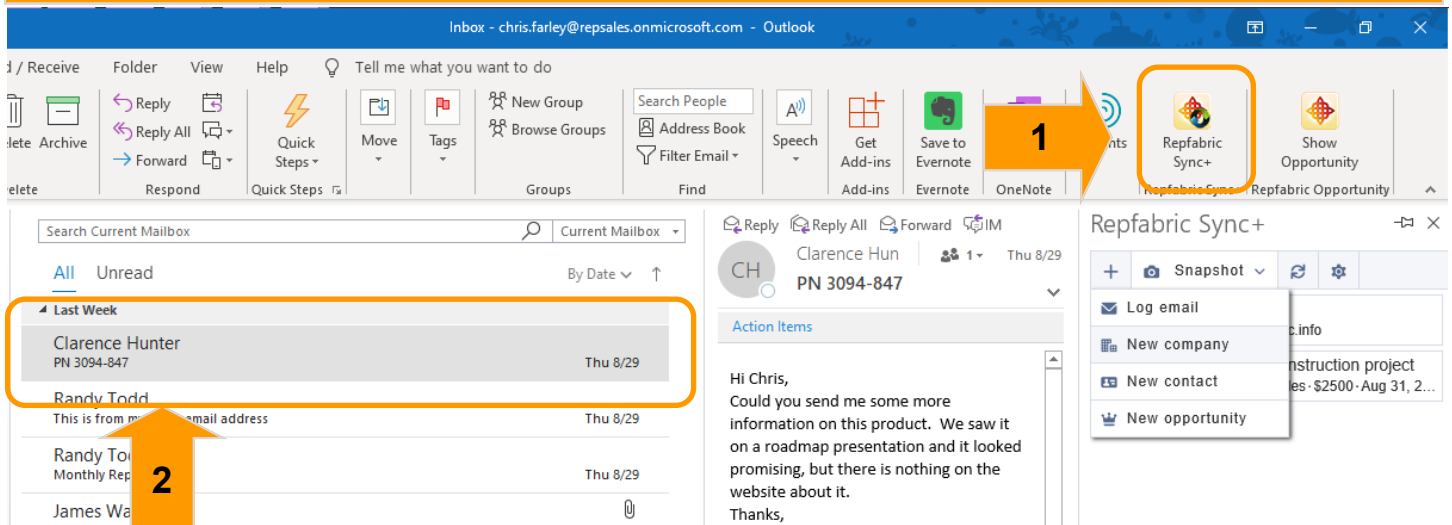 Inbox - chris.farley@repsales.onmicrosoft.com - Outlook
/ Receive Folder View Help Tell me what you want to do
Reply
Reply All
Forward
Archive
Respond
Quick
Steps
Quick Steps
Move
Tags
New Group
Browse Groups
Groups
Search People
Address Book
Filter Email
Find
A))
Speech
Get
Add-ins
Add-ins
Save to
Evernote
Evernote
OneNote
1
Repfabric
Sync+
Repfabric Sync
Show
Opportunity
Repfabric Opportunity
Search Current Mailbox Current Mailbox
All Unread By Date
Last Week
Clarence Hunter
PN 3094-847 Thu 8/29
Randy Todd
This is from email address Thu 8/29
Randy
Monthly Thu 8/29
James
2
Reply Reply All Forward IM
CH
Clarence Hun 1 Thu 8/29
PN 3094-847
Action Items
Hi Chris,
Could you send me some more
information on this product. We saw it
on a roadmap presentation and it looked
promising, but there is nothing on the
website about it.
Thanks,
Repfabric Sync+
+ Snapshot
Log email
New company
New contact
New opportunity
c.info
nstruction project
es · $2500 · Aug 31, 2...